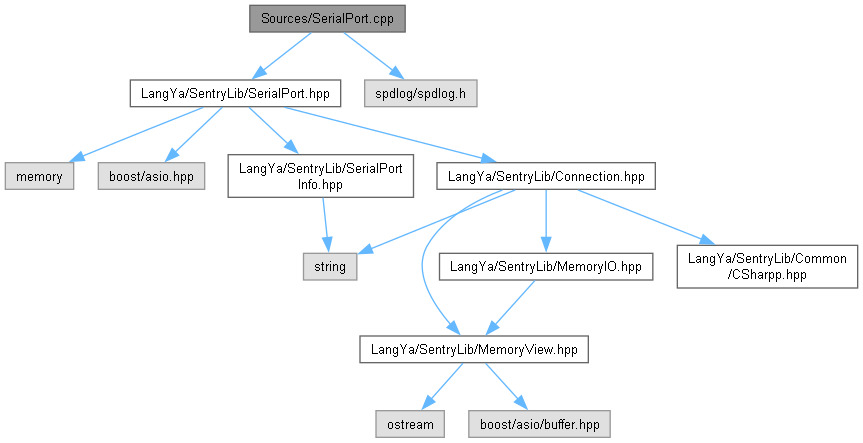 Sources/SerialPort.cpp
LangYa/SentryLib/SerialPort.hpp
spdlog/spdlog.h
memory
boost/asio.hpp
LangYa/SentryLib/SerialPort
Info.hpp
LangYa/SentryLib/Connection.hpp
string
LangYa/SentryLib/MemoryIO.hpp
LangYa/SentryLib/Common
/CSharpp.hpp
LangYa/SentryLib/MemoryView.hpp
ostream
boost/asio/buffer.hpp